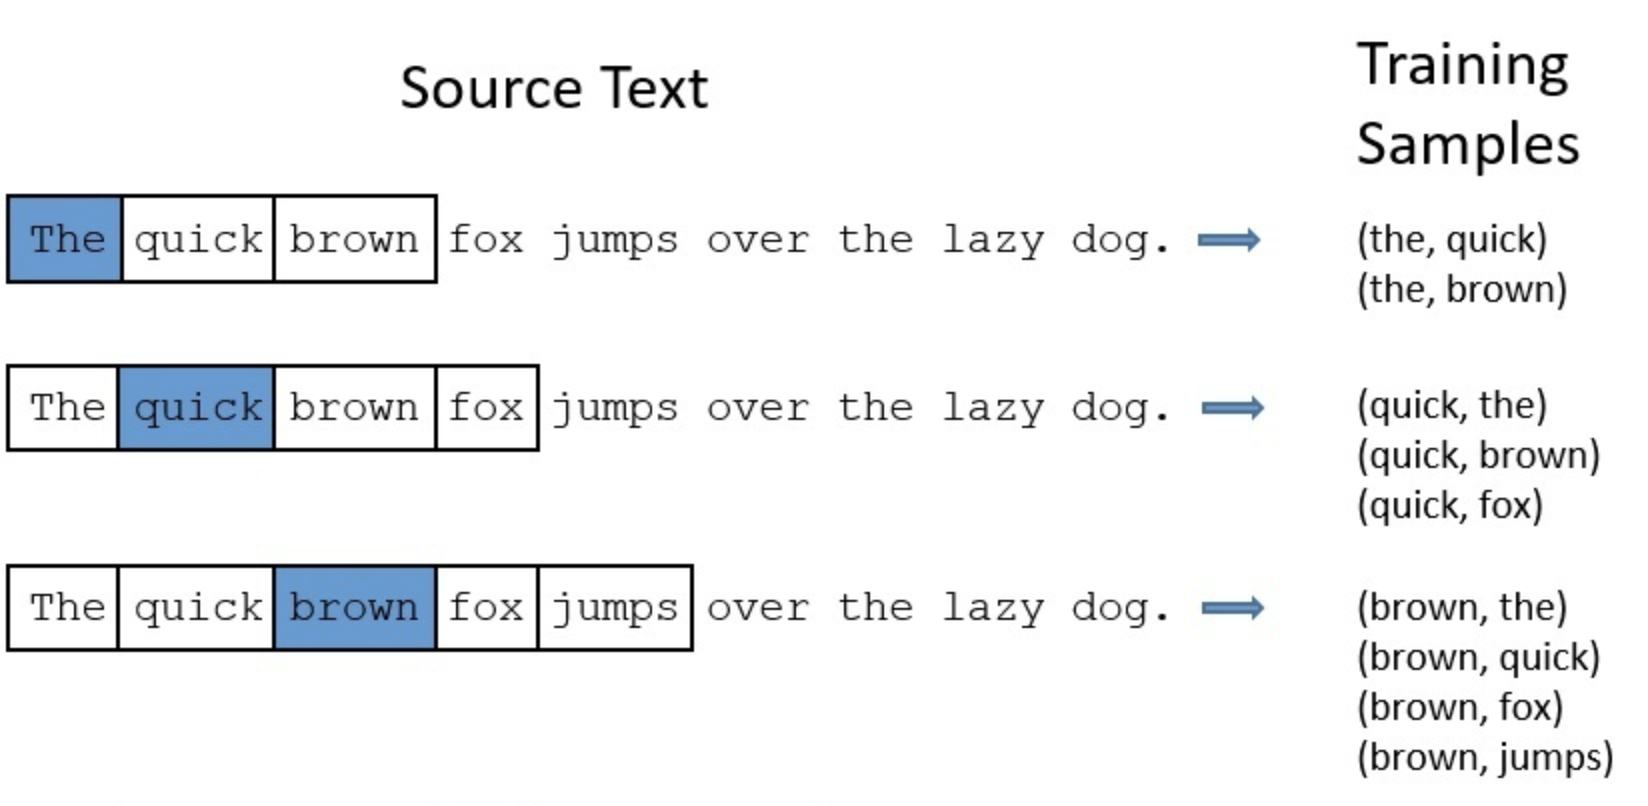 Source Text
Training
Samples
The quick brown fox jumps over the lazy dog.
(the, quick)
(the, brown)
The quick brown fox jumps over the lazy dog.
(quick, the)
(quick, brown)
(quick, fox)
The quick brown fox jumps over the lazy dog.
(brown, the)
(brown, quick)
(brown, fox)
(brown, jumps)